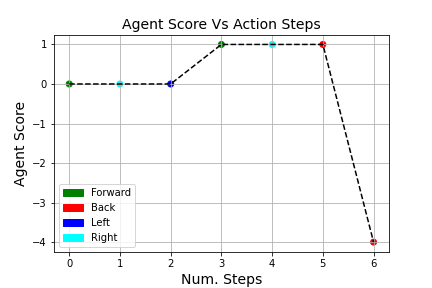 Agent Score Vs Action Steps
Agent Score
1
0
−1
−2
−3
−4
Forward
Back
Left
Right
0 1 2 3 4 5 6
Num. Steps